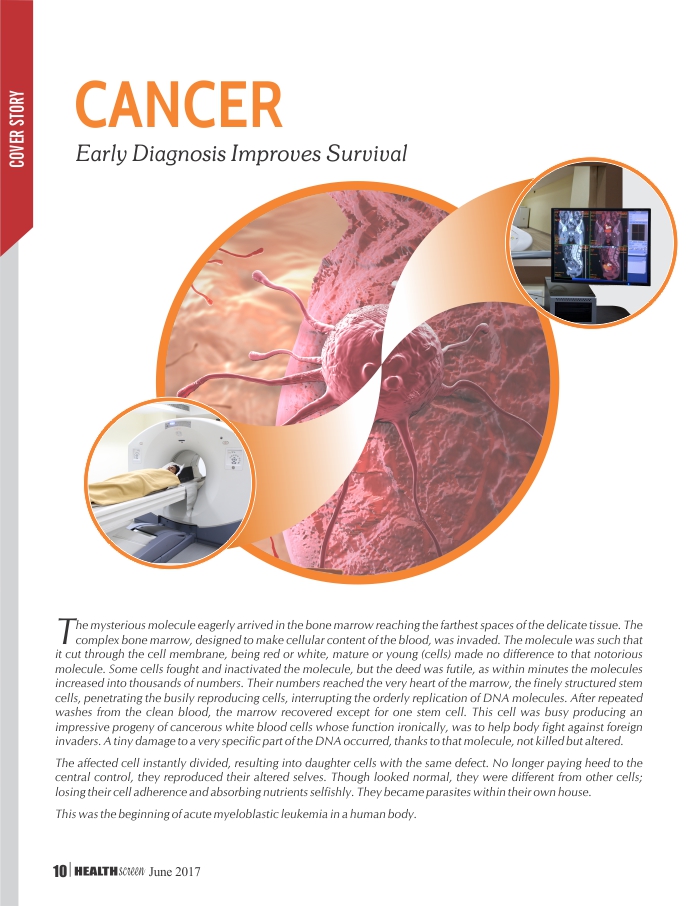 COVER STORY
CANCER
Early Diagnosis Improves Survival
The mysterious molecule eagerly arrived in the bone marrow reaching the farthest spaces of the delicate tissue. The
complex bone marrow, designed to make cellular content of the blood, was invaded. The molecule was such that
it cut through the cell membrane, being red or white, mature or young (cells) made no difference to that notorious
molecule. Some cells fought and inactivated the molecule, but the deed was futile, as within minutes the molecules
increased into thousands of numbers. Their numbers reached the very heart of the marrow, the finely structured stem
cells, penetrating the busily reproducing cells, interrupting the orderly replication of DNA molecules. After repeated
washes from the clean blood, the marrow recovered except for one stem cell. This cell was busy producing an
impressive progeny of cancerous white blood cells whose function ironically, was to help body fight against foreign
invaders. A tiny damage to a very specific part of the DNA occurred, thanks to that molecule, not killed but altered.
The affected cell instantly divided, resulting into daughter cells with the same defect. No longer paying heed to the
central control, they reproduced their altered selves. Though looked normal, they were different from other cells;
losing their cell adherence and absorbing nutrients selfishly. They became parasites within their own house.
This was the beginning of acute myeloblastic leukemia in a human body.
10 HEALTHscreen June 2017